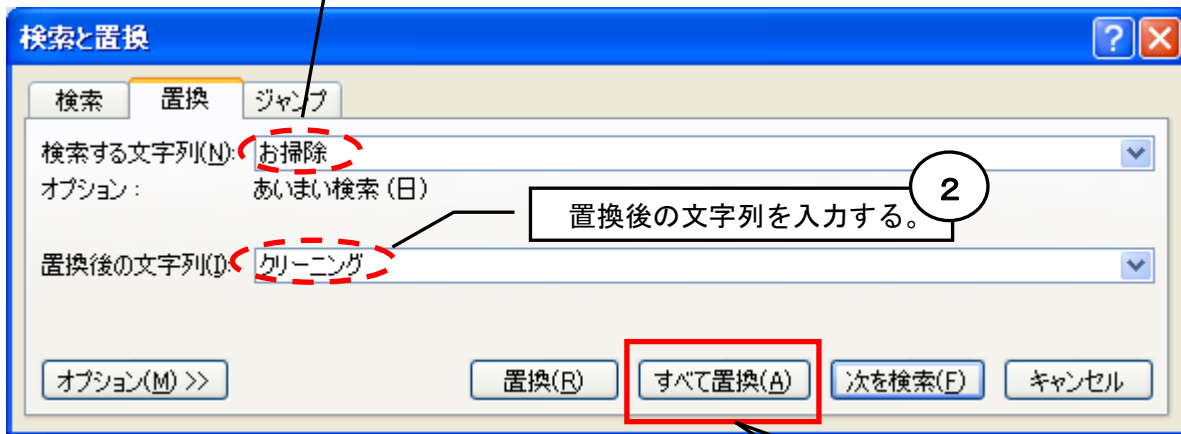 検索と置換
検索 置換 ジャンプ
検索する文字列(N): お掃除
オプション: あいまい検索 (日)
2
置換後の文字列を入力する。
置換後の文字列(I): クリーニング
オプション(M) >> 置換(R) すべて置換(A) 次を検索(F) キャンセル